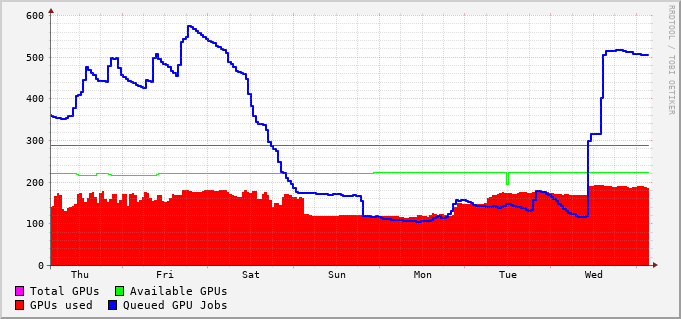 600
500
400
300
200
100
0
Thu Fri Sat Sun Mon Tue Wed
Total GPUs Available GPUs
GPUs used Queued GPU Jobs
RRDTOOL / TOBI OETIKER